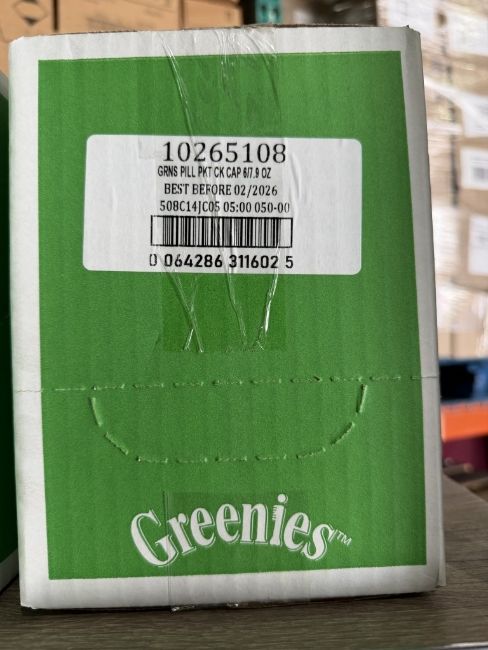 10265108
GRNS PILL PKT CK CAP 6/7.9 OZ
BEST BEFORE 02/2026
508C14JC05 05:00 050-00
0 064286 311602 5
Greenies™